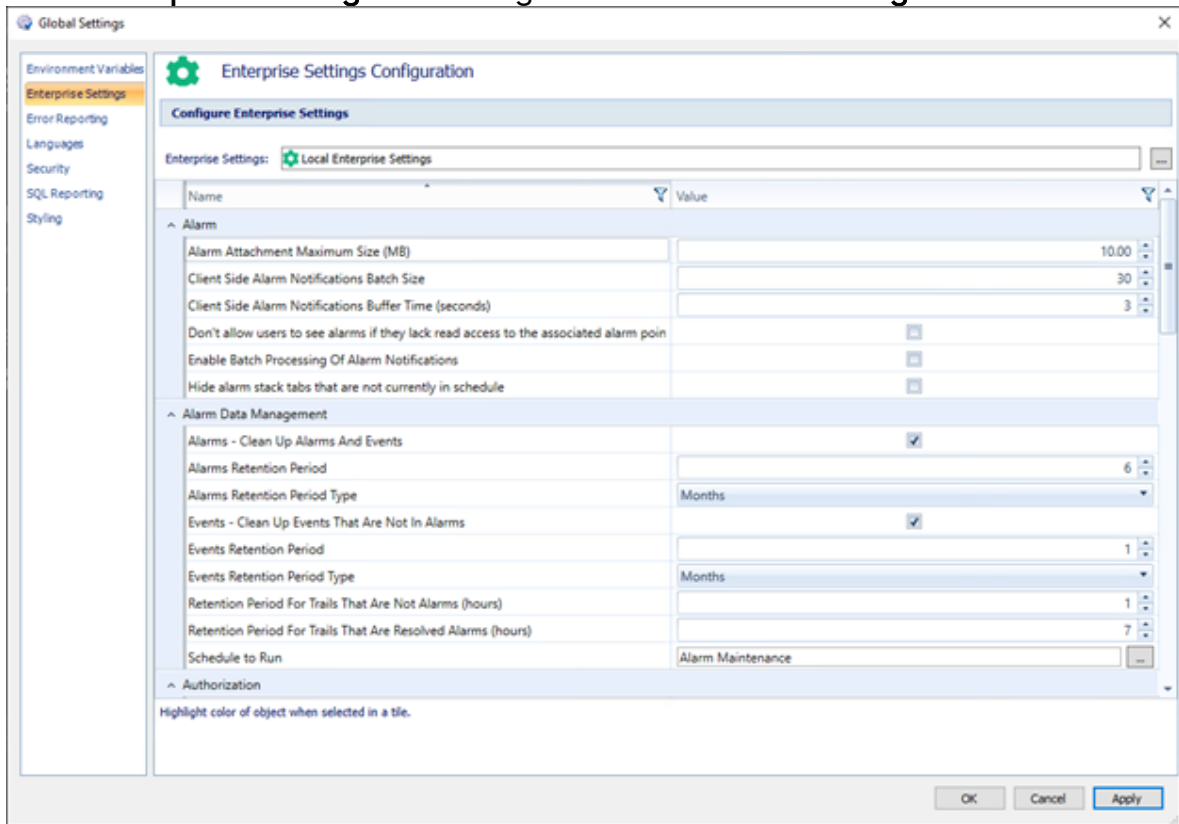 Global Settings
Environment Variables
Enterprise Settings
Error Reporting
Languages
Security
SQL Reporting
Styling
Enterprise Settings Configuration
Configure Enterprise Settings
Enterprise Settings: Local Enterprise Settings ...
Name Value
Alarm
Alarm Attachment Maximum Size (MB) 10.00
Client Side Alarm Notifications Batch Size 30
Client Side Alarm Notifications Buffer Time (seconds) 3
Don't allow users to see alarms if they lack read access to the associated alarm poin
Enable Batch Processing Of Alarm Notifications
Hide alarm stack tabs that are not currently in schedule
Alarm Data Management
Alarms - Clean Up Alarms And Events
Alarms Retention Period 6
Alarms Retention Period Type Months
Events - Clean Up Events That Are Not In Alarms
Events Retention Period 1
Events Retention Period Type Months
Retention Period For Trails That Are Not Alarms (hours) 1
Retention Period For Trails That Are Resolved Alarms (hours) 7
Schedule to Run Alarm Maintenance ...
Authorization
Highlight color of object when selected in a tile.
OK Cancel Apply